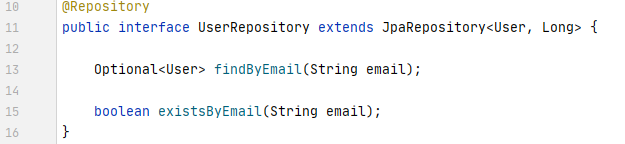 10 @Repository
11 public interface UserRepository extends JpaRepository<User, Long> {
12
13     Optional<User> findByEmail(String email);
14
15     boolean existsByEmail(String email);
16 }